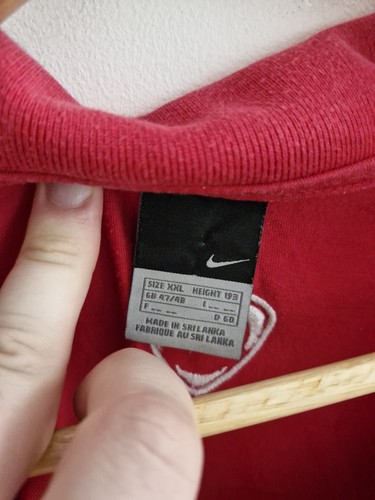 SIZE XXL HEIGHT 193
GB 47/48 I _ _
F _ _ D 60
MADE IN SRI LANKA
FABRIQUE AU SRI LANKA